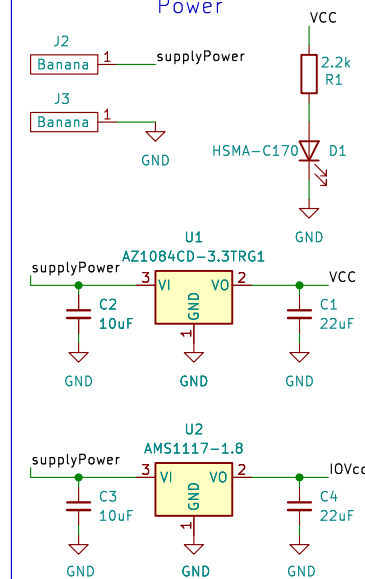 Power
J2
Banana 1 supplyPower
J3
Banana 1
GND
VCC
2.2k
R1
HSMA-C170 D1
GND
U1
AZ1084CD-3.3TRG1
supplyPower 3 VI VO 2 VCC
GND
1
C2
10uF
C1
22uF
GND GND GND
U2
AMS1117-1.8
supplyPower 3 VI VO 2 IOVcc
GND
1
C3
10uF
C4
22uF
GND GND GND